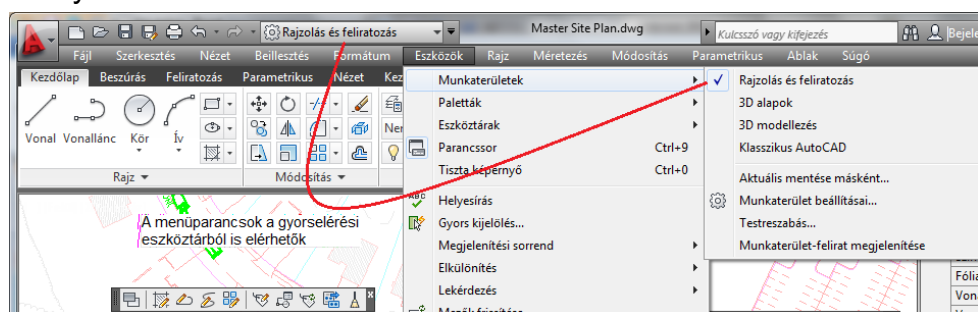 Rajzolás és feliratozás
Master Site Plan.dwg
Kulcsszó vagy kifejezés
Fájl Szerkesztés Nézet Beillesztés Formátum Eszközök Rajz Méretezés Módosítás Parametrikus Ablak Súgó
Kezdőlap Beszúrás Feliratozás Parametrikus Nézet Kez
Vonal Vonallánc Kör Ív
Rajz Módosítás
Munkaterületek
Paletták
Eszköztárak
Parancssor Ctrl+9
Tiszta képernyő Ctrl+0
Helyesírás
Gyors kijelölés...
Megjelenítési sorrend
Elkülönítés
Lekérdezés
Rajzolás és feliratozás
3D alapok
3D modellezés
Klasszikus AutoCAD
Aktuális mentése másként...
Munkaterület beállításai...
Testreszabás...
Munkaterület-felirat megjelenítése
A menüparancsok a gyorselérési
eszköztárból is elérhetők